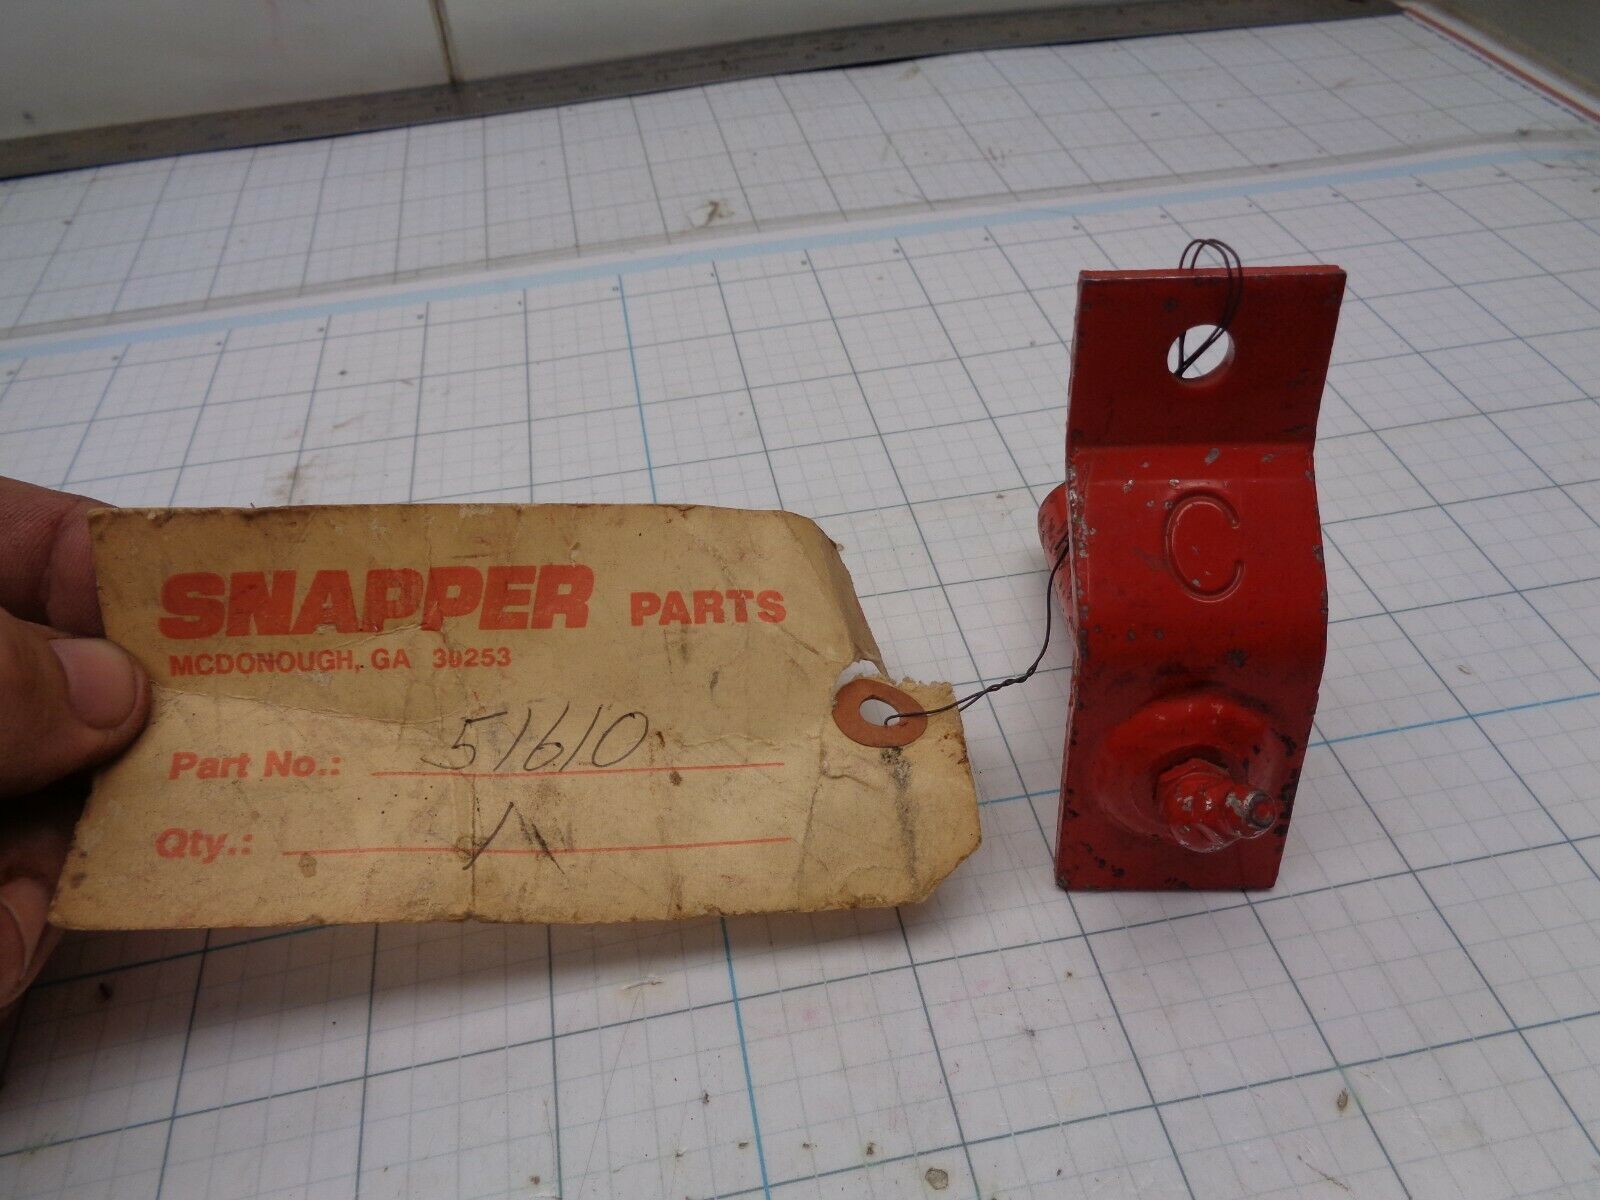 SNAPPER PARTS
MCDONOUGH, GA 30253
Part No.: 51610
Qty.: 1
C